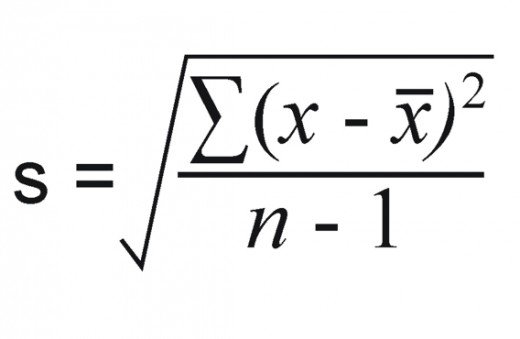 s = √(∑(x - x̅)² / (n - 1))